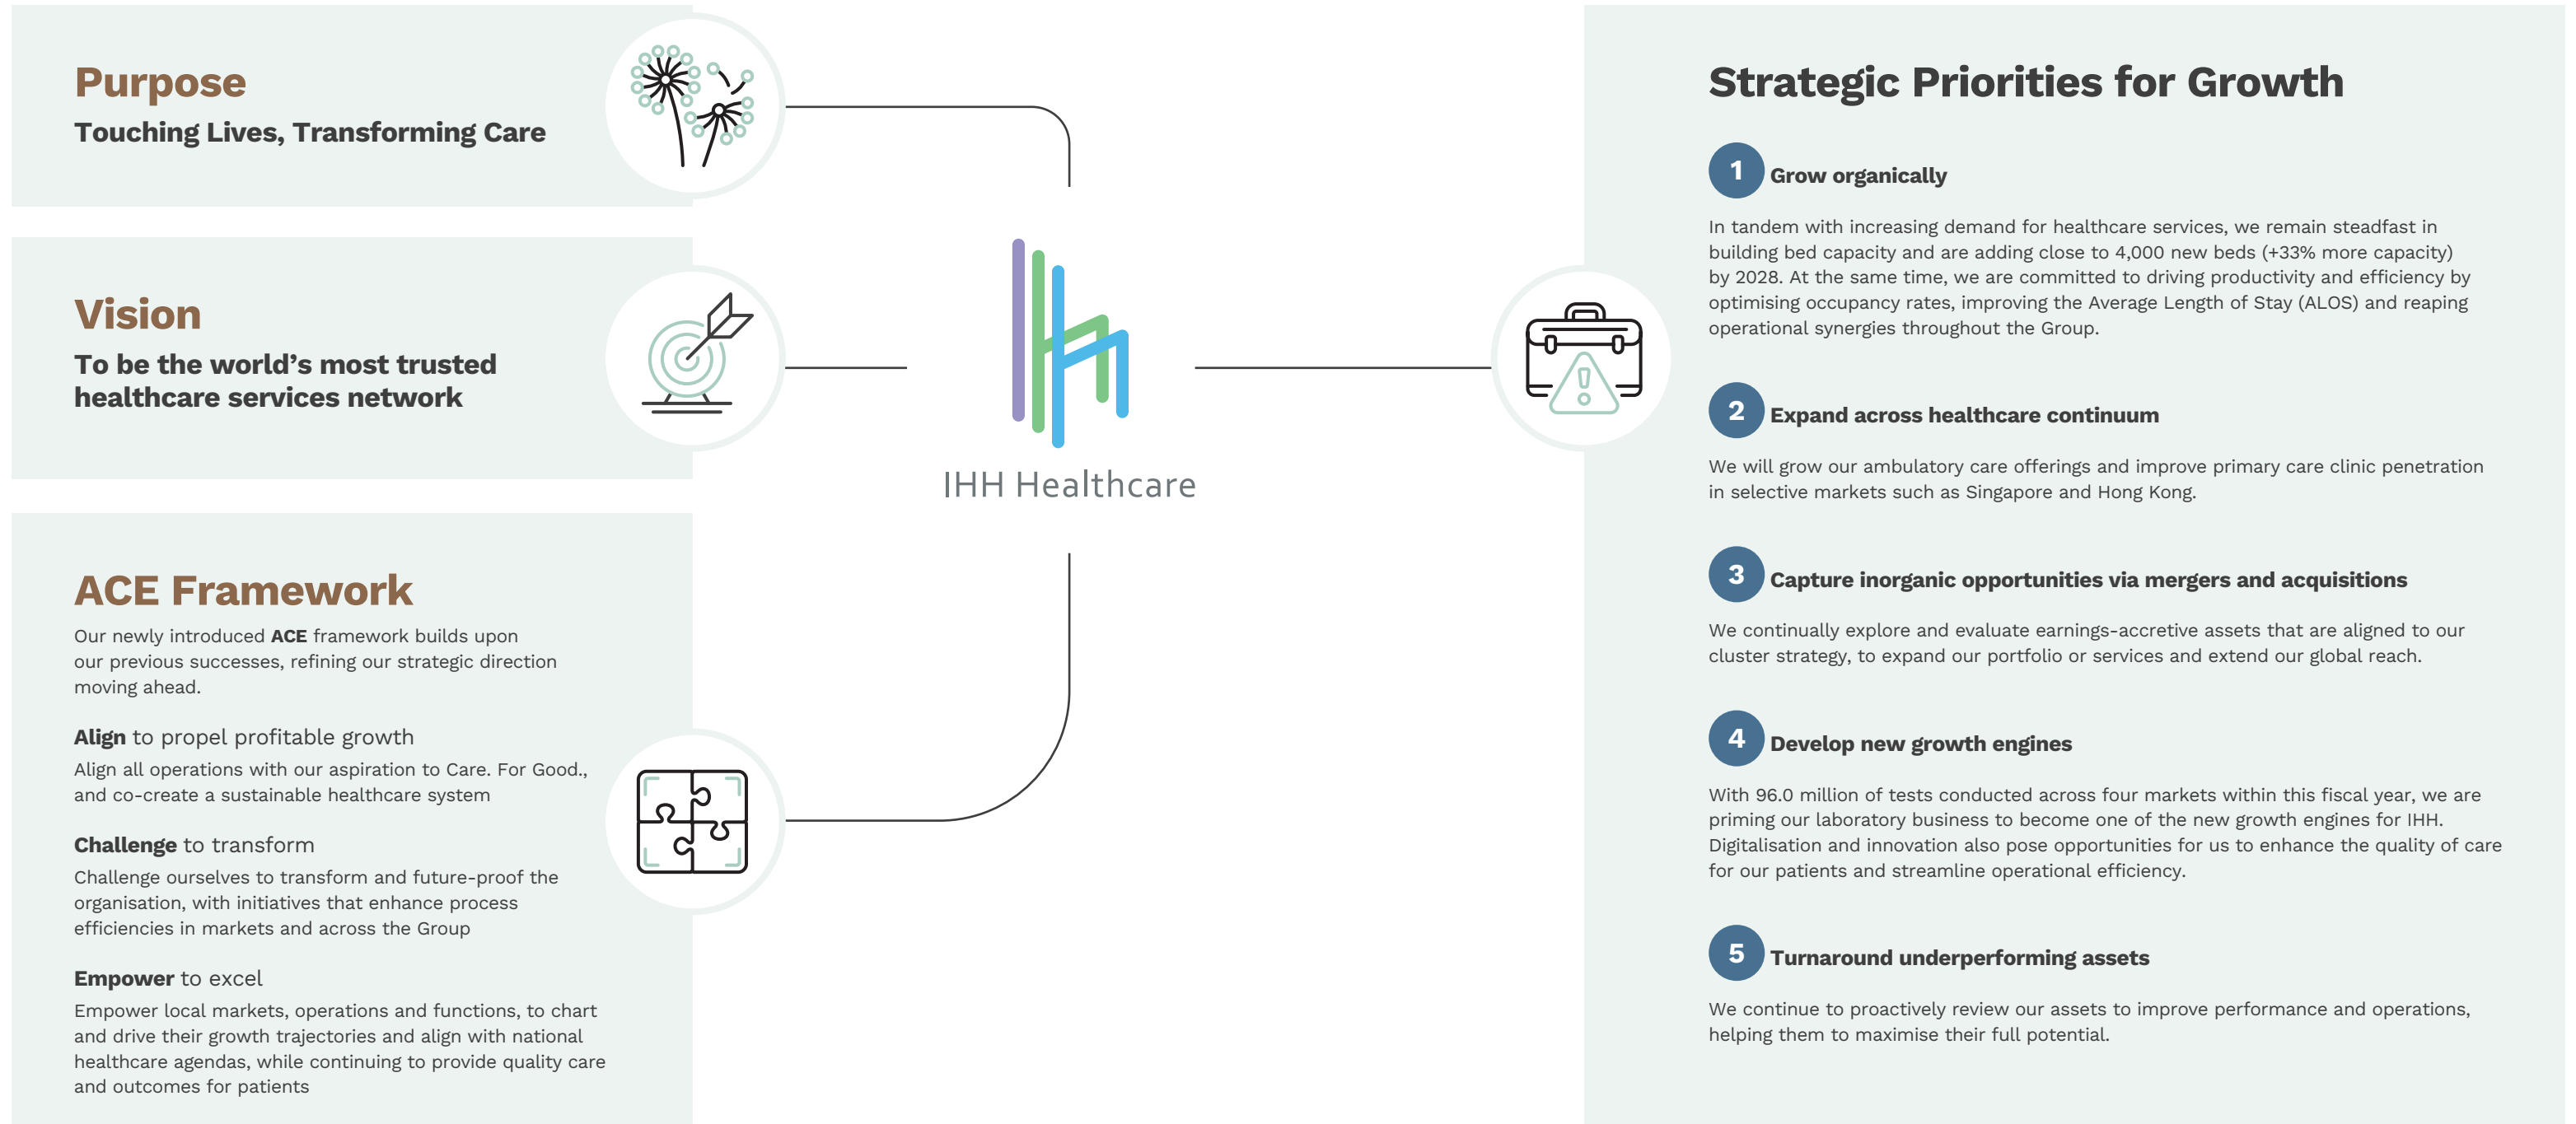 Purpose
Touching Lives, Transforming Care
Vision
To be the world's most trusted
healthcare services network
ACE Framework
Our newly introduced ACE framework builds upon
our previous successes, refining our strategic direction
moving ahead.
Align to propel profitable growth
Align all operations with our aspiration to Care. For Good.,
and co-create a sustainable healthcare system
Challenge to transform
Challenge ourselves to transform and future-proof the
organisation, with initiatives that enhance process
efficiencies in markets and across the Group
Empower to excel
Empower local markets, operations and functions, to chart
and drive their growth trajectories and align with national
healthcare agendas, while continuing to provide quality care
and outcomes for patients
IHH Healthcare
Strategic Priorities for Growth
1 Grow organically
In tandem with increasing demand for healthcare services, we remain steadfast in
building bed capacity and are adding close to 4,000 new beds (+33% more capacity)
by 2028. At the same time, we are committed to driving productivity and efficiency by
optimising occupancy rates, improving the Average Length of Stay (ALOS) and reaping
operational synergies throughout the Group.
2 Expand across healthcare continuum
We will grow our ambulatory care offerings and improve primary care clinic penetration
in selective markets such as Singapore and Hong Kong.
3 Capture inorganic opportunities via mergers and acquisitions
We continually explore and evaluate earnings-accretive assets that are aligned to our
cluster strategy, to expand our portfolio or services and extend our global reach.
4 Develop new growth engines
With 96.0 million of tests conducted across four markets within this fiscal year, we are
priming our laboratory business to become one of the new growth engines for IHH.
Digitalisation and innovation also pose opportunities for us to enhance the quality of care
for our patients and streamline operational efficiency.
5 Turnaround underperforming assets
We continue to proactively review our assets to improve performance and operations,
helping them to maximise their full potential.